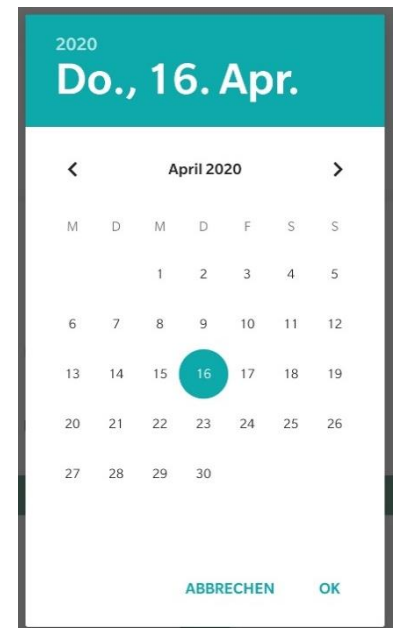 2020
Do., 16. Apr.
April 2020
M D M D F S S
1 2 3 4 5
6 7 8 9 10 11 12
13 14 15 16 17 18 19
20 21 22 23 24 25 26
27 28 29 30
ABBRECHEN OK